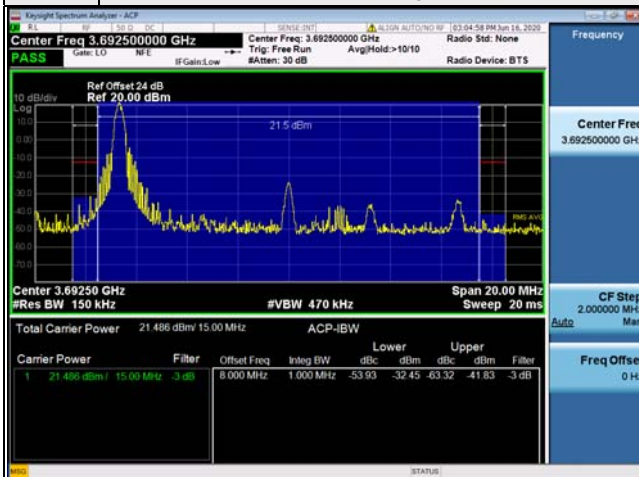 Keysight Spectrum Analyzer - ACP
RL RF 50 Ω DC SENSE:INT ALIGN AUTO/NO RF 03:04:58 PM Jun 16, 2020
Center Freq 3.692500000 GHz
Center Freq: 3.692500000 GHz
Radio Std: None
Frequency
PASS
Gate: LO NFE
Trig: Free Run Avg|Hold:>10/10
IFGain:Low
#Atten: 30 dB
Radio Device: BTS
Ref Offset 24 dB
10 dB/div
Ref 20.00 dBm
Log
10.0
0.00
-10.0
-20.0
-30.0
-40.0
-50.0
-60.0
-70.0
21.5 dBm
RMS AVG
Center Freq
3.692500000 GHz
Center 3.69250 GHz
Span 20.00 MHz
#Res BW 150 kHz
#VBW 470 kHz
Sweep 20 ms
CF Step
2.000000 MHz
Auto Man
Total Carrier Power 21.486 dBm/ 15.00 MHz
ACP-IBW
Lower Upper
Carrier Power Filter
Offset Freq Integ BW dBc dBm dBc dBm Filter
1 21.486 dBm / 15.00 MHz -3 dB
8.000 MHz 1.000 MHz -53.93 -32.45 -63.32 -41.83 -3 dB
Freq Offset
0 Hz
MSG
STATUS